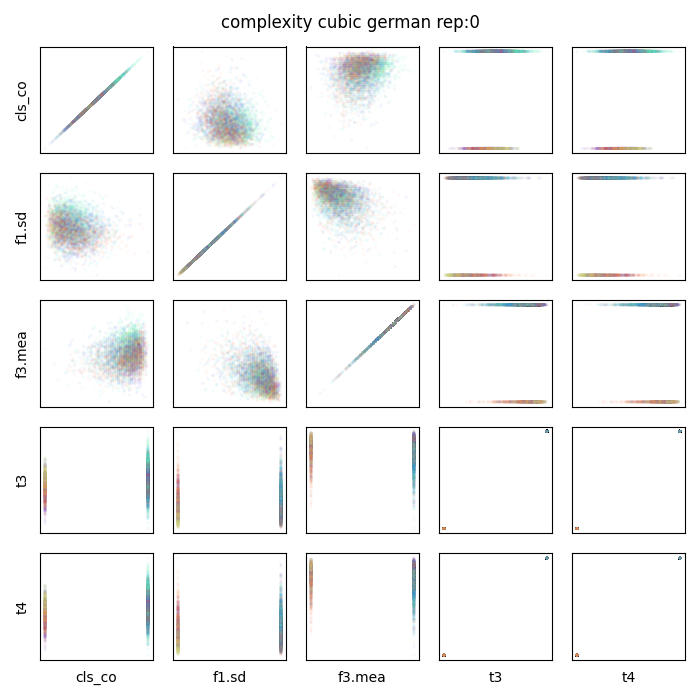 complexity cubic german rep:0
cls_co
f1.sd
f3.mea
t3
t4
cls_co f1.sd f3.mea t3 t4